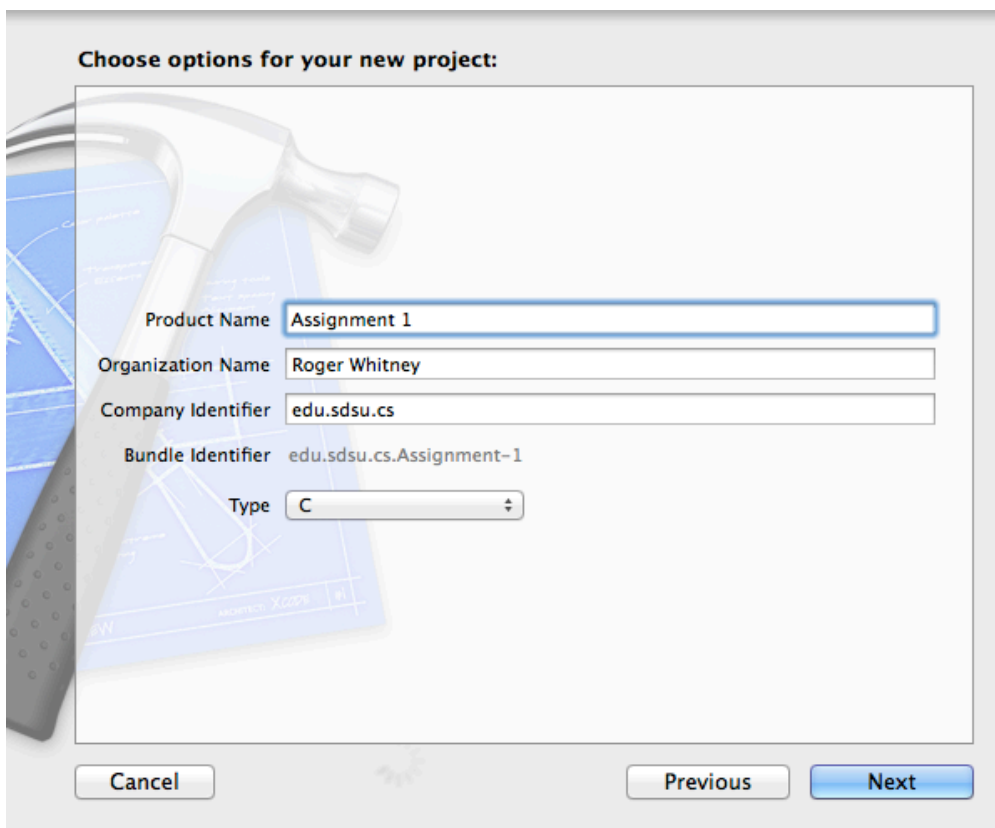 Choose options for your new project:
Product Name Assignment 1
Organization Name Roger Whitney
Company Identifier edu.sdsu.cs
Bundle Identifier edu.sdsu.cs.Assignment-1
Type C
Cancel Previous Next